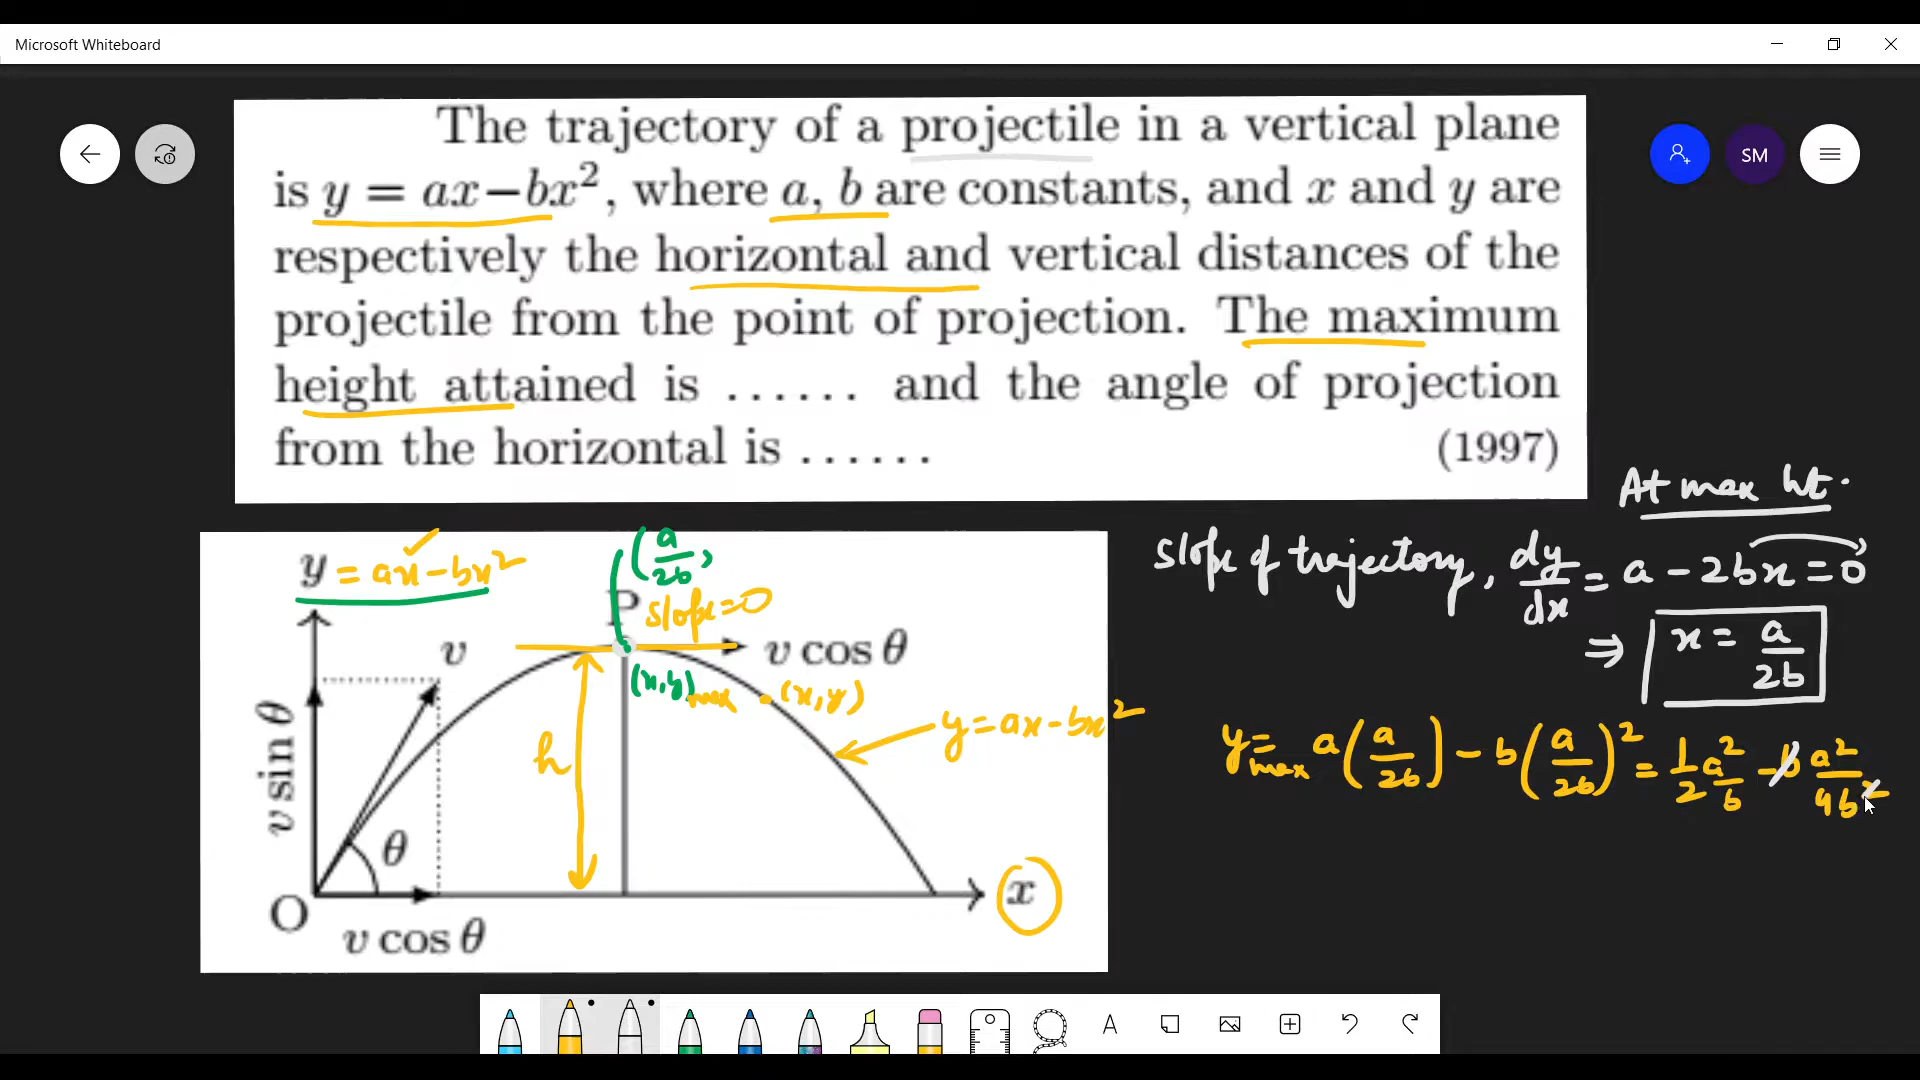 Microsoft Whiteboard
SM
The trajectory of a projectile in a vertical plane
is y = ax−bx², where a, b are constants, and x and y are
respectively the horizontal and vertical distances of the
projectile from the point of projection. The maximum
height attained is ...... and the angle of projection
from the horizontal is ......
(1997)
At max ht.
slope of trajectory, dy/dx = a − 2bx = 0
⇒ x = a/2b
y max = a(a/2b) − b(a/2b)² = 1/2 a²/b − b a²/4b²
y = ax − bx²
(a/2b,
P
slope = 0
v
v cos θ
(x,y) max
(x,y)
y = ax − bx²
h
v sin θ
θ
O
x
v cos θ
A